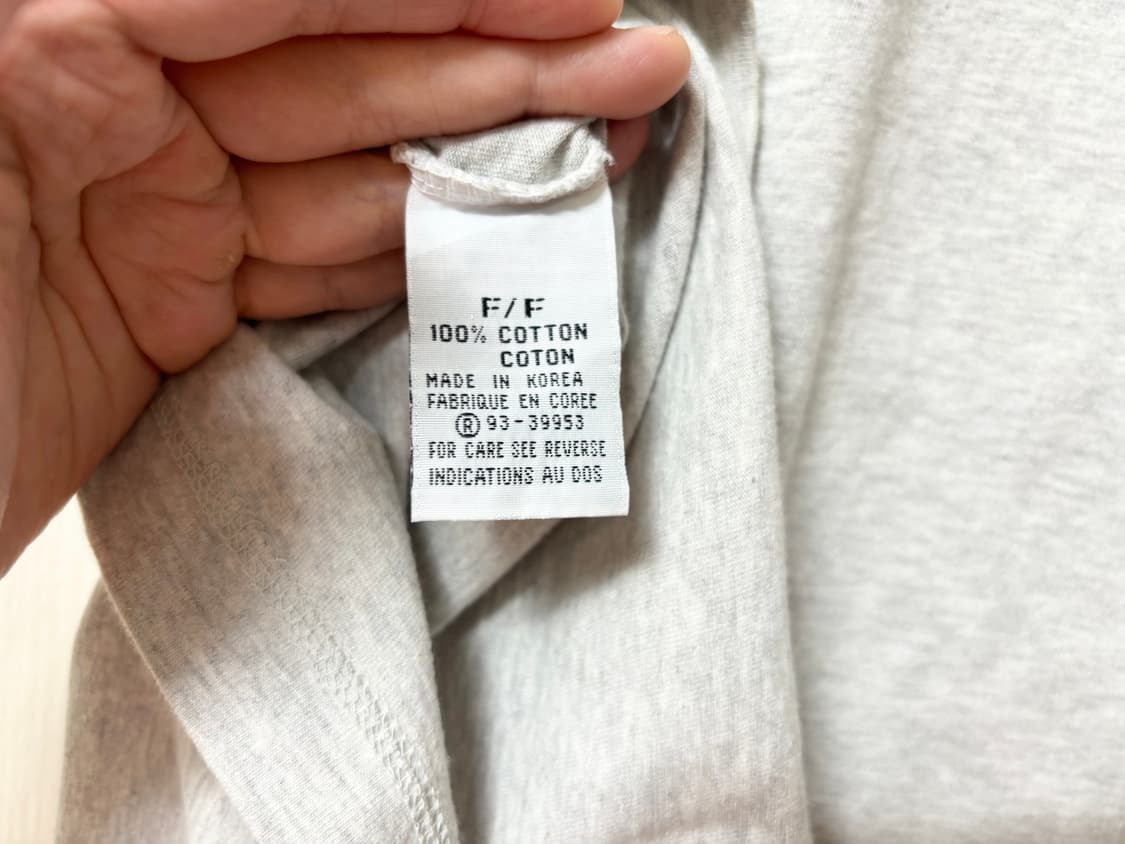 F/F
100% COTTON
COTON
MADE IN KOREA
FABRIQUE EN COREE
Ⓡ 93-39953
FOR CARE SEE REVERSE
INDICATIONS AU DOS